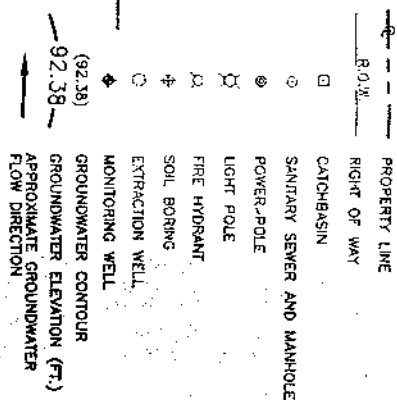 PROPERTY LINE
R.O.W. RIGHT OF WAY
CATCHBASIN
SANITARY SEWER AND MANHOLE
POWER POLE
LIGHT POLE
FIRE HYDRANT
SOIL BORING
EXTRACTION WELL
MONITORING WELL
(92.38) GROUNDWATER CONTOUR
92.38 GROUNDWATER ELEVATION (FT.)
APPROXIMATE GROUNDWATER
FLOW DIRECTION